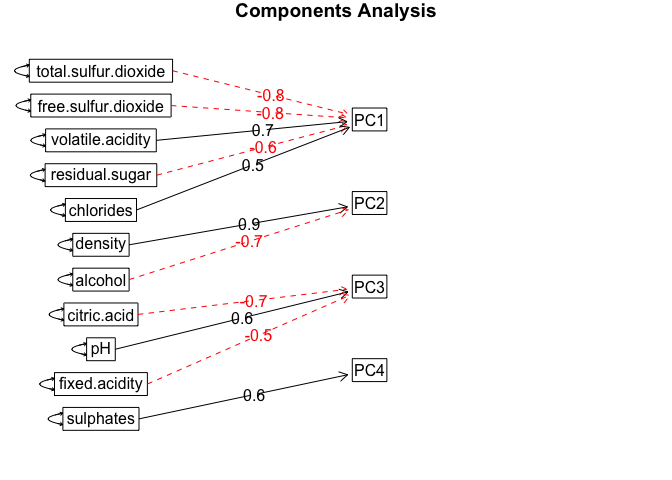 Components Analysis
total.sulfur.dioxide
-0.8
free.sulfur.dioxide
-0.8
PC1
volatile.acidity
0.7
residual.sugar
-0.6
chlorides
0.5
PC2
density
0.9
alcohol
-0.7
PC3
citric.acid
-0.7
pH
0.6
fixed.acidity
-0.5
PC4
sulphates
0.6